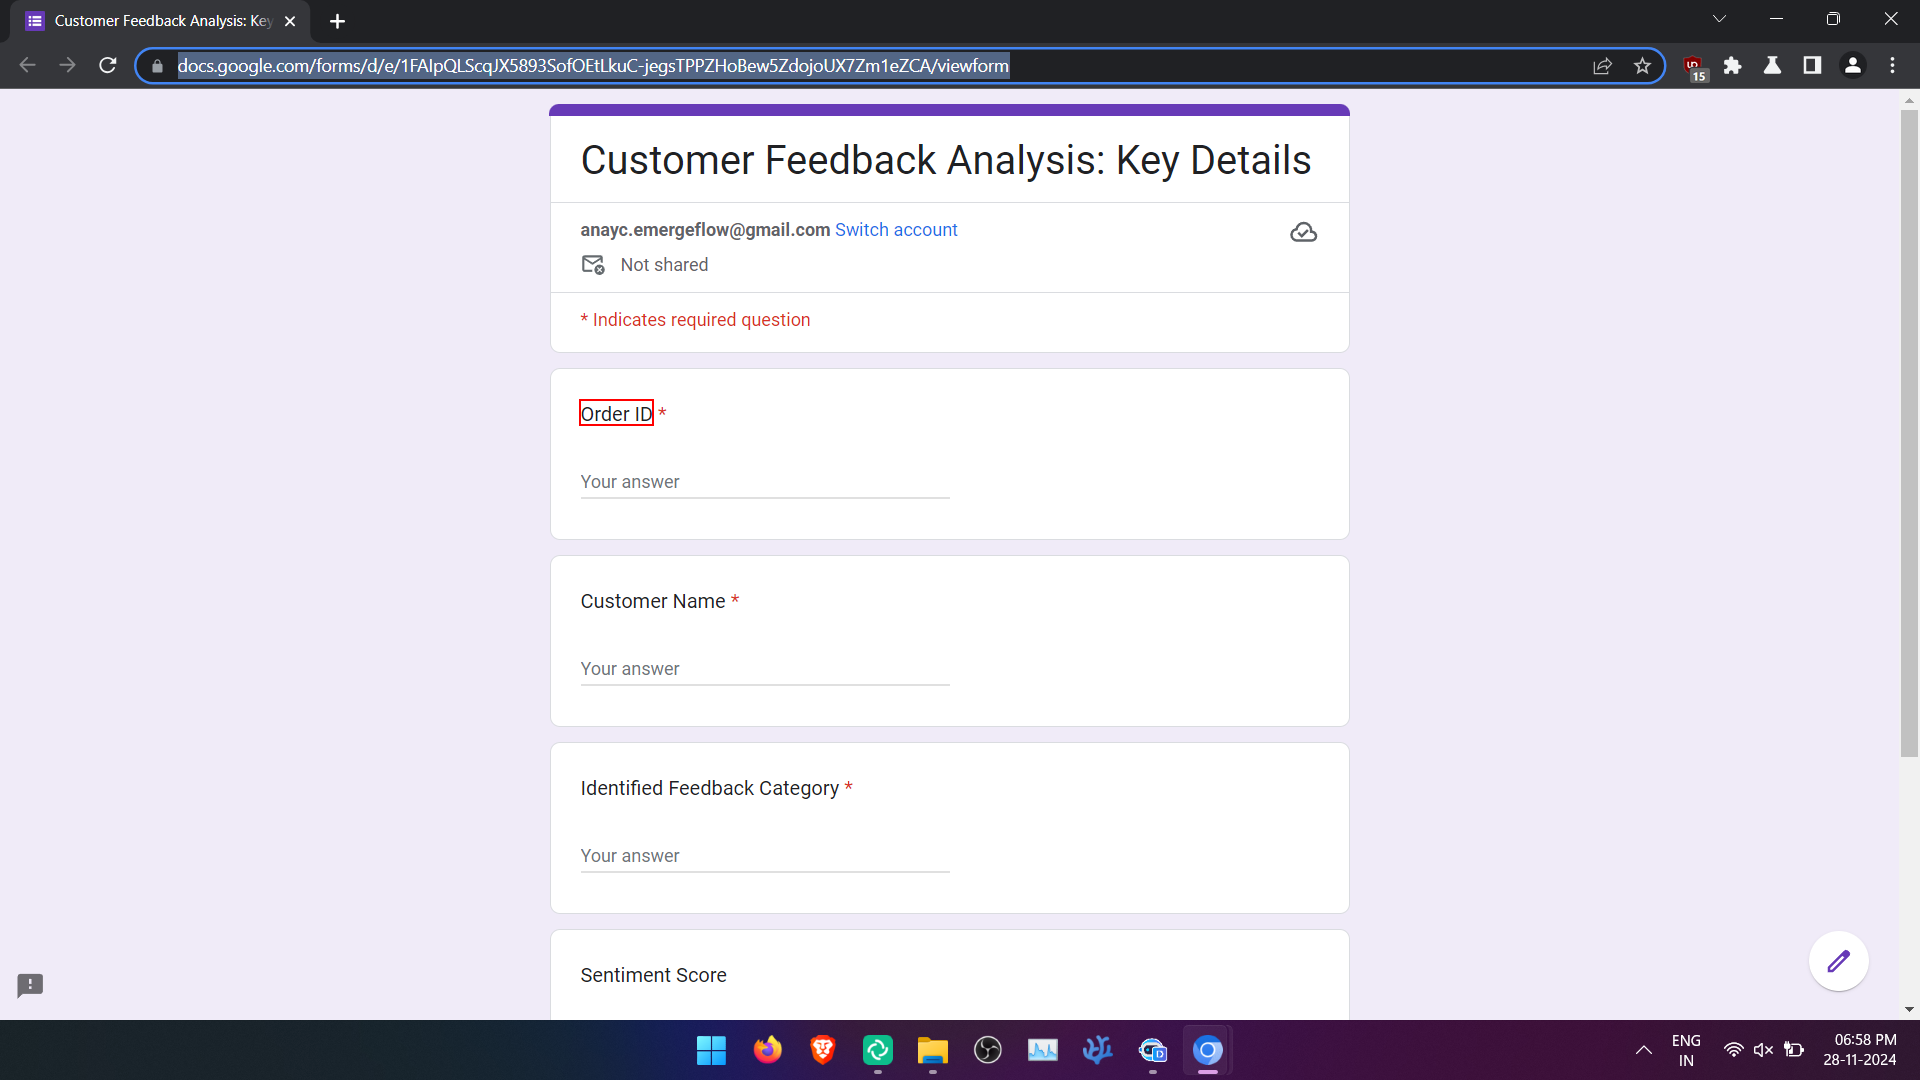 Customer Feedback Analysis: Key
docs.google.com/forms/d/e/1FAIpQLScqJX5893SofOEtLkuC-jegsTPPZHoBew5ZdojoUX7Zm1eZCA/viewform
15
Customer Feedback Analysis: Key Details
anayc.emergeflow@gmail.com Switch account
Not shared
* Indicates required question
Order ID *
Your answer
Customer Name *
Your answer
Identified Feedback Category *
Your answer
Sentiment Score
ENG
IN
06:58 PM
28-11-2024